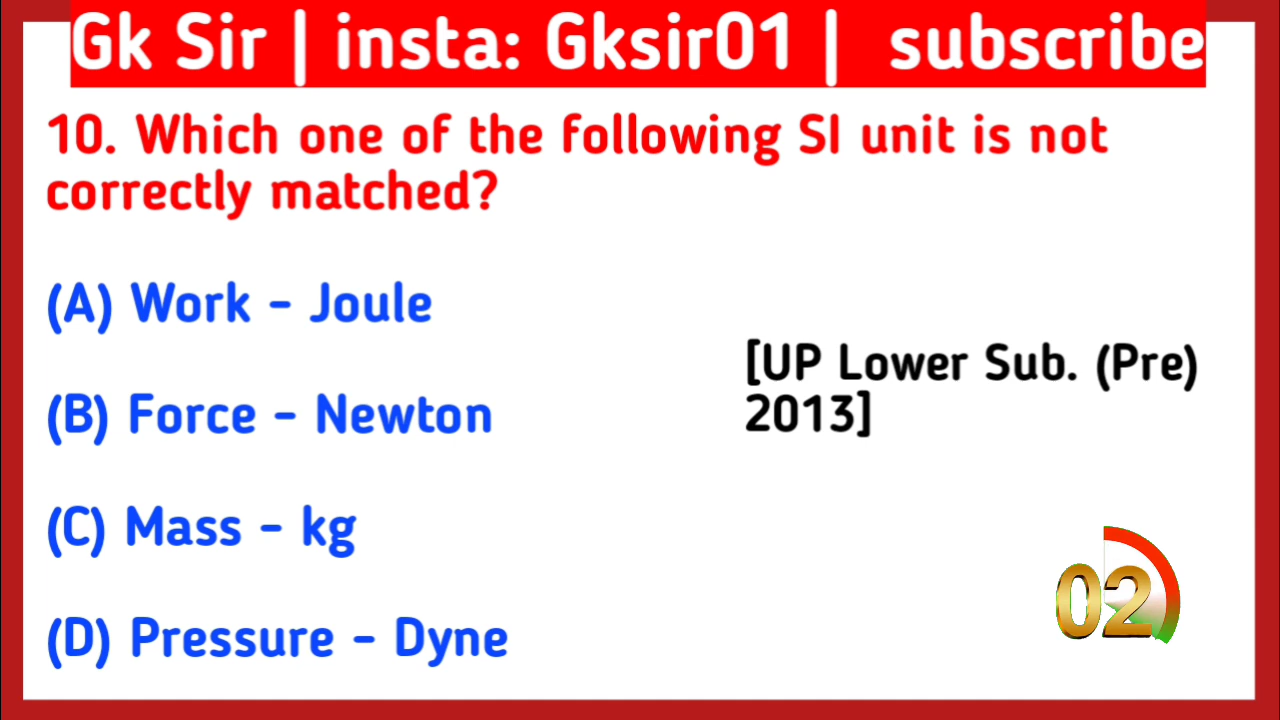 Gk Sir | insta: Gksir01 | subscribe
10. Which one of the following SI unit is not
correctly matched?
(A) Work - Joule
[UP Lower Sub. (Pre)
2013]
(B) Force - Newton
(C) Mass - kg
02
(D) Pressure - Dyne